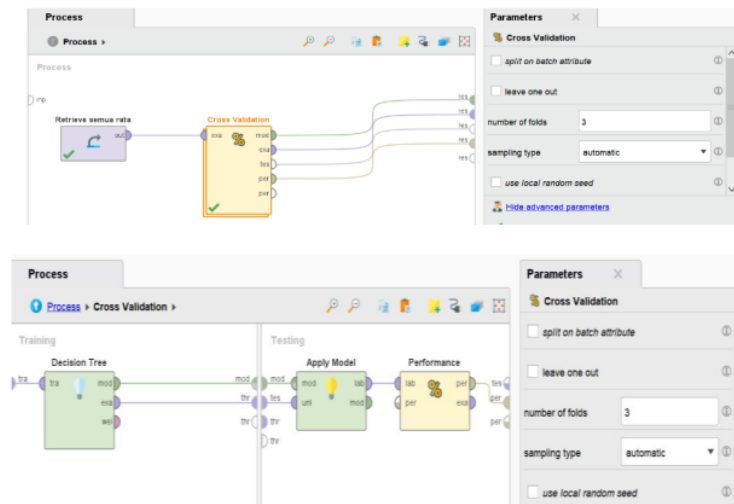 Process
Process
Process
inp
Retrieve semua rata
out
Cross Validation
exa
mod
exa
tes
per
per
res
res
res
res
res
Parameters
Cross Validation
split on batch attribute
leave one out
number of folds 3
sampling type automatic
use local random seed
Hide advanced parameters
Process
Process Cross Validation
Training
Testing
Decision Tree
tra
tra
mod
exa
wei
mod
thr
thr
Apply Model
mod
tes
thr
thr
mod
unl
lab
mod
Performance
lab
per
per
exa
tes
per
per
Parameters
Cross Validation
split on batch attribute
leave one out
number of folds 3
sampling type automatic
use local random seed